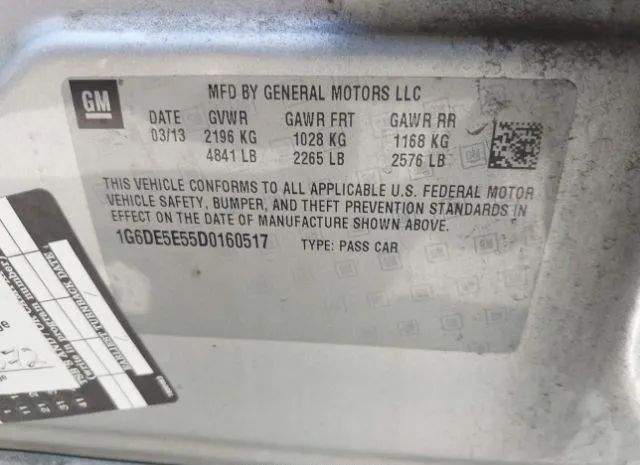 GM
MFD BY GENERAL MOTORS LLC
DATE GVWR GAWR FRT GAWR RR
03/13 2196 KG 1028 KG 1168 KG
4841 LB 2265 LB 2576 LB
THIS VEHICLE CONFORMS TO ALL APPLICABLE U.S. FEDERAL MOTOR
VEHICLE SAFETY, BUMPER, AND THEFT PREVENTION STANDARDS IN
EFFECT ON THE DATE OF MANUFACTURE SHOWN ABOVE.
1G6DE5E55D0160517 TYPE: PASS CAR